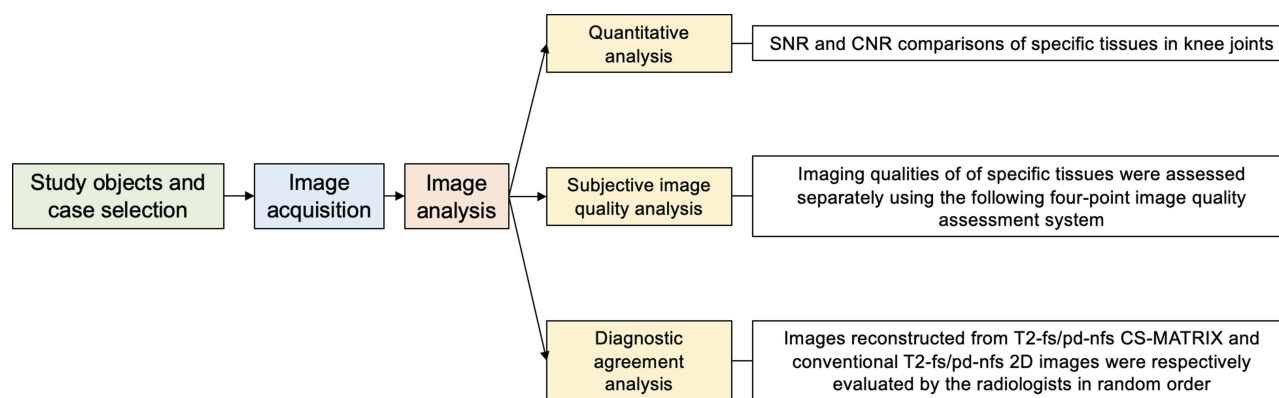 Study objects and
case selection
Image
acquisition
Image
analysis
Quantitative
analysis
SNR and CNR comparisons of specific tissues in knee joints
Subjective image
quality analysis
Imaging qualities of of specific tissues were assessed
separately using the following four-point image quality
assessment system
Diagnostic
agreement
analysis
Images reconstructed from T2-fs/pd-nfs CS-MATRIX and
conventional T2-fs/pd-nfs 2D images were respectively
evaluated by the radiologists in random order